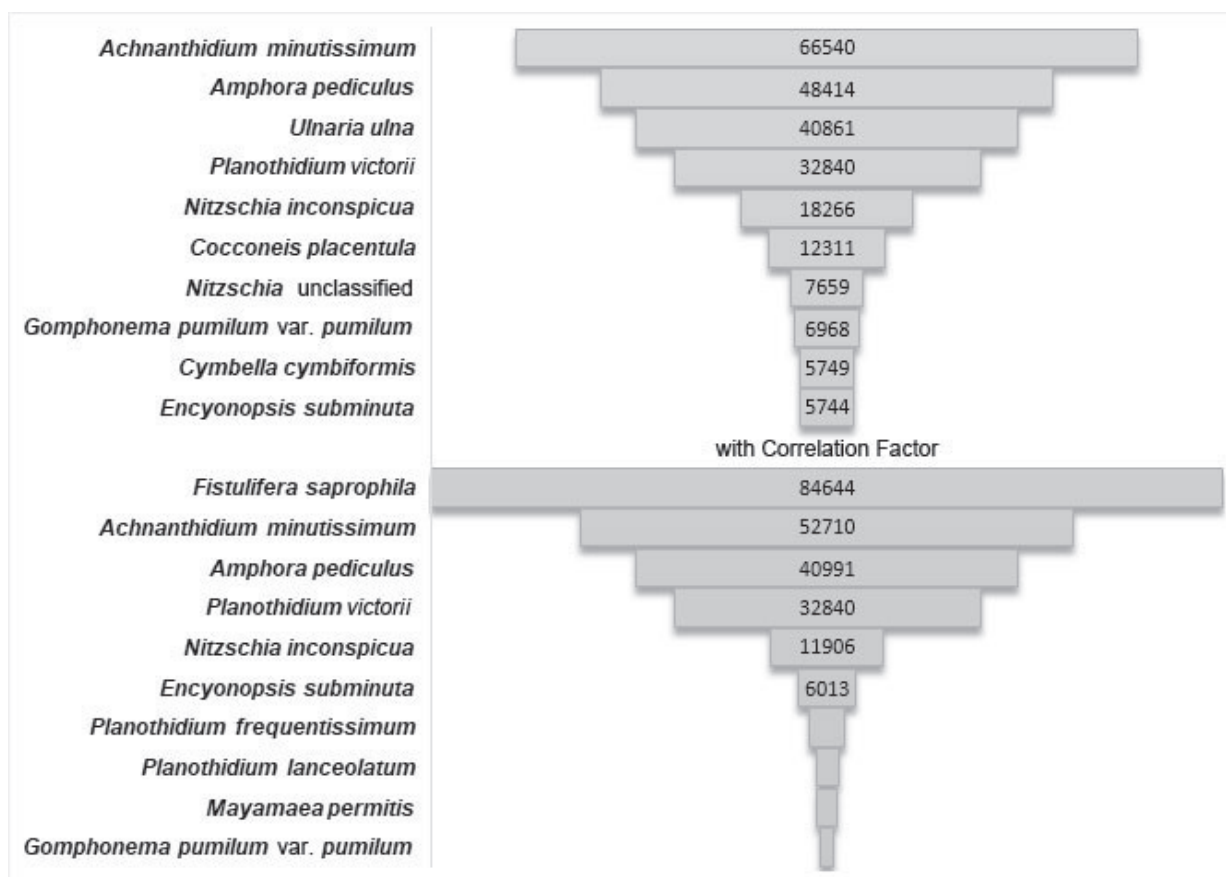 Achnanthidium minutissimum 66540
Amphora pediculus 48414
Ulnaria ulna 40861
Planothidium victorii 32840
Nitzschia inconspicua 18266
Cocconeis placentula 12311
Nitzschia unclassified 7659
Gomphonema pumilum var. pumilum 6968
Cymbella cymbiformis 5749
Encyonopsis subminuta 5744
with Correlation Factor
Fistulifera saprophila 84644
Achnanthidium minutissimum 52710
Amphora pediculus 40991
Planothidium victorii 32840
Nitzschia inconspicua 11906
Encyonopsis subminuta 6013
Planothidium frequentissimum
Planothidium lanceolatum
Mayamaea permitis
Gomphonema pumilum var. pumilum